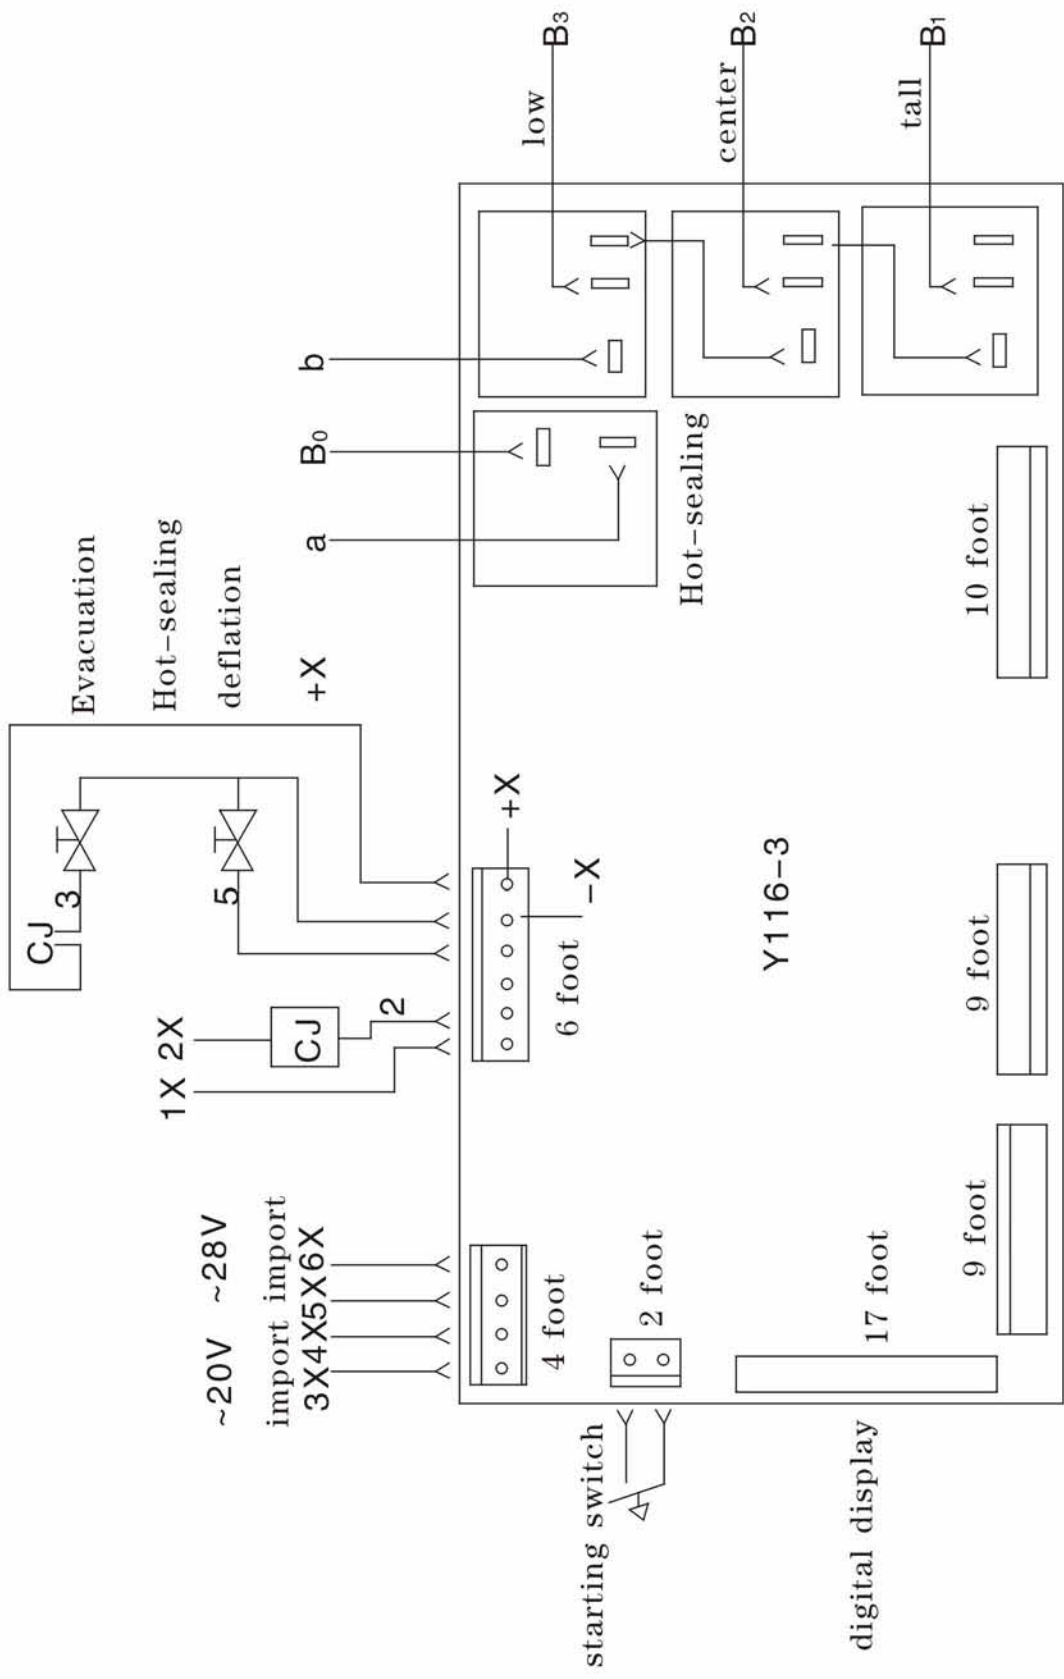 Evacuation
Hot-sealing
deflation
+X
CJ
3
5
1X 2X
CJ
2
~20V ~28V
import import
3X4X5X6X
a
B0
b
+X
-X
6 foot
4 foot
2 foot
starting switch
17 foot
digital display
Y116-3
Hot-sealing
low
B3
center
B2
tall
B1
9 foot
9 foot
10 foot